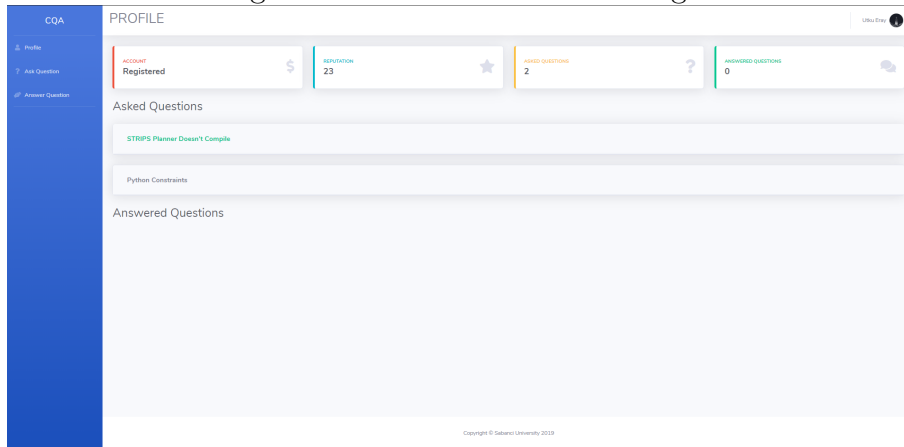 CQA
PROFILE
Utku Eray
Profile
Ask Question
Answer Question
ACCOUNT
Registered
REPUTATION
23
ASKED QUESTIONS
2
ANSWERED QUESTIONS
0
Asked Questions
STRIPS Planner Doesn't Compile
Python Constraints
Answered Questions
Copyright © Sabanci University 2019